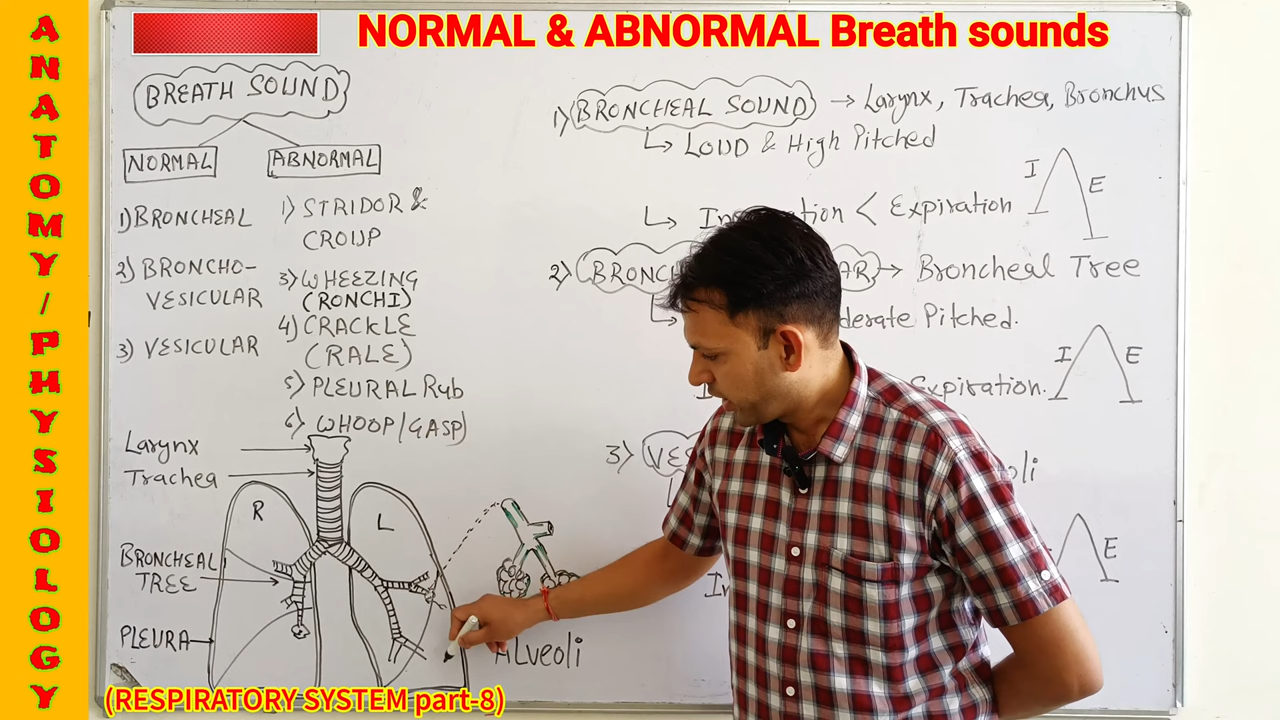 ANATOMY/PHYSIOLOGY
NORMAL & ABNORMAL Breath sounds
BREATH SOUND
NORMAL
ABNORMAL
1) BRONCHEAL
2) BRONCHO-
VESICULAR
3) VESICULAR
1) STRIDOR &
CROUP
3) WHEEZING
(RONCHI)
4) CRACKLE
(RALE)
5) PLEURAL Rub
6) WHOOP/GASP)
Larynx
Trachea
R
L
BRONCHEAL
TREE
PLEURA
ALveoli
(RESPIRATORY SYSTEM part-8)
1) BRONCHEAL SOUND → Larynx, Trachea, Bronchus
↳ LOUD & High Pitched
↳ < Expiration
I E
2) → Broncheal Tree
Pitched.
Expiration.
I E
3)
E